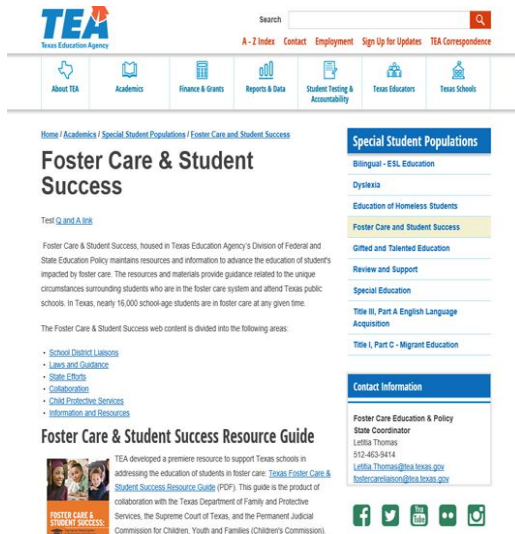 TEA
Texas Education Agency
Search
A - Z Index Contact Employment Sign Up for Updates TEA Correspondence
About TEA
Academics
Finance & Grants
Reports & Data
Student Testing &
Accountability
Texas Educators
Texas Schools
Home / Academics / Special Student Populations / Foster Care and Student Success
Foster Care & Student
Success
Test Q and A link
Foster Care & Student Success, housed in Texas Education Agency's Division of Federal and
State Education Policy maintains resources and information to advance the education of student's
impacted by foster care. The resources and materials provide guidance related to the unique
circumstances surrounding students who are in the foster care system and attend Texas public
schools. In Texas, nearly 16,000 school-age students are in foster care at any given time.
The Foster Care & Student Success web content is divided into the following areas:
• School District Liaisons
• Laws and Guidance
• State Efforts
• Collaboration
• Child Protective Services
• Information and Resources
Foster Care & Student Success Resource Guide
TEA developed a premiere resource to support Texas schools in
addressing the education of students in foster care: Texas Foster Care &
Student Success Resource Guide (PDF). This guide is the product of
collaboration with the Texas Department of Family and Protective
Services, the Supreme Court of Texas, and the Permanent Judicial
Commission for Children, Youth and Families (Children's Commission).
FOSTER CARE &
STUDENT SUCCESS:
Special Student Populations
Bilingual - ESL Education
Dyslexia
Education of Homeless Students
Foster Care and Student Success
Gifted and Talented Education
Review and Support
Special Education
Title III, Part A English Language
Acquisition
Title I, Part C - Migrant Education
Contact Information
Foster Care Education & Policy
State Coordinator
Letitia Thomas
512-463-9414
Letitia.Thomas@tea.texas.gov
fostercareliaison@tea.texas.gov
You
Tube